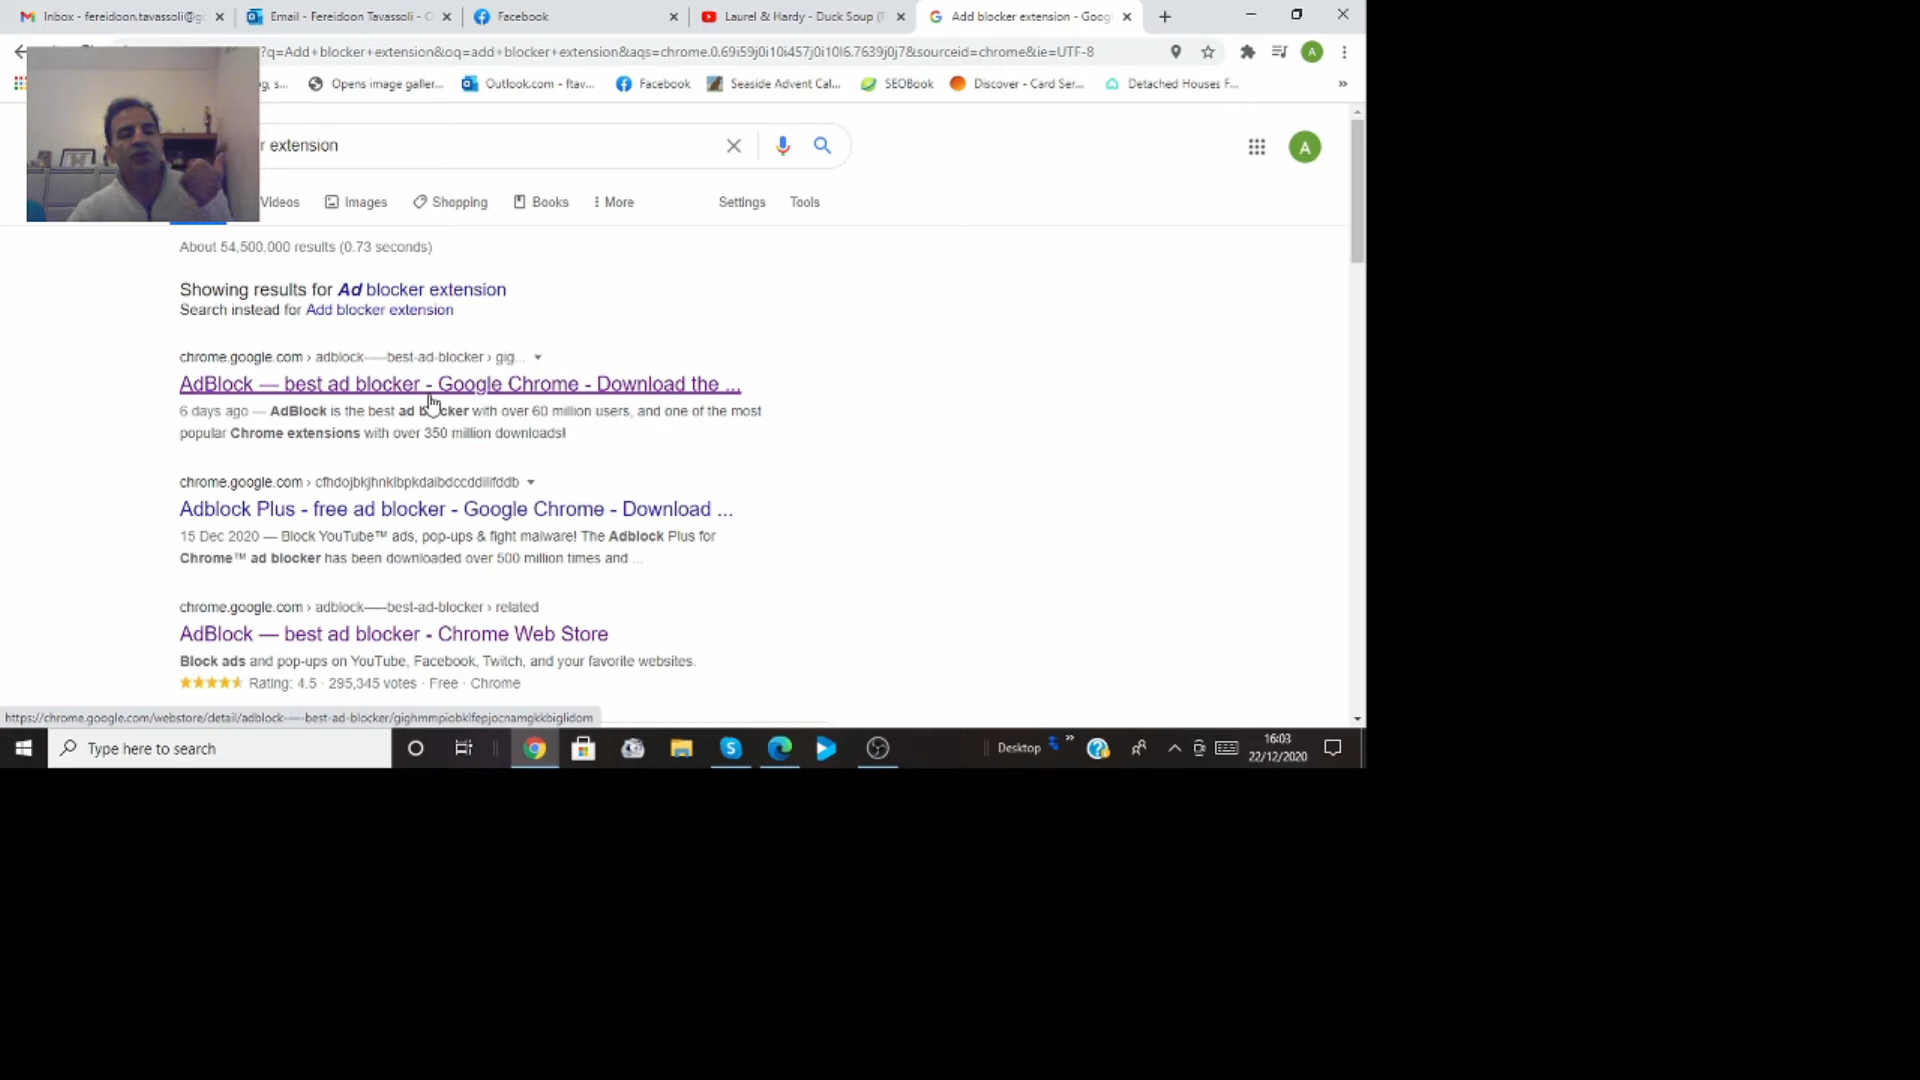 Inbox - fereidoon.tavassoli@g
Email - Fereidoon Tavassoli - O
Facebook
Laurel & Hardy - Duck Soup (F
Add blocker extension - Goog
?q=Add+blocker+extension&oq=add+blocker+extension&aqs=chrome.0.69i59j0i10i457j0i10l6.7639j0j7&sourceid=chrome&ie=UTF-8
A
g, s...
Opens image galler...
Outlook.com - ftav...
Facebook
Seaside Advent Cal...
SEOBook
Discover - Card Ser...
Detached Houses F...
»
r extension
A
Videos
Images
Shopping
Books
More
Settings
Tools
About 54,500,000 results (0.73 seconds)
Showing results for Ad blocker extension
Search instead for Add blocker extension
chrome.google.com › adblock-—-best-ad-blocker › gig...
AdBlock — best ad blocker - Google Chrome - Download the ...
6 days ago — AdBlock is the best ad blocker with over 60 million users, and one of the most
popular Chrome extensions with over 350 million downloads!
chrome.google.com › cfhdojbkjhnklbpkdaibdccddilifddb
Adblock Plus - free ad blocker - Google Chrome - Download ...
15 Dec 2020 — Block YouTube™ ads, pop-ups & fight malware! The Adblock Plus for
Chrome™ ad blocker has been downloaded over 500 million times and ...
chrome.google.com › adblock-—-best-ad-blocker › related
AdBlock — best ad blocker - Chrome Web Store
Block ads and pop-ups on YouTube, Facebook, Twitch, and your favorite websites.
Rating: 4.5 · 295,345 votes · Free · Chrome
https://chrome.google.com/webstore/detail/adblock-—-best-ad-blocker/gighmmpiobklfepjocnamgkkbiglidom
Type here to search
Desktop
»
16:03
22/12/2020